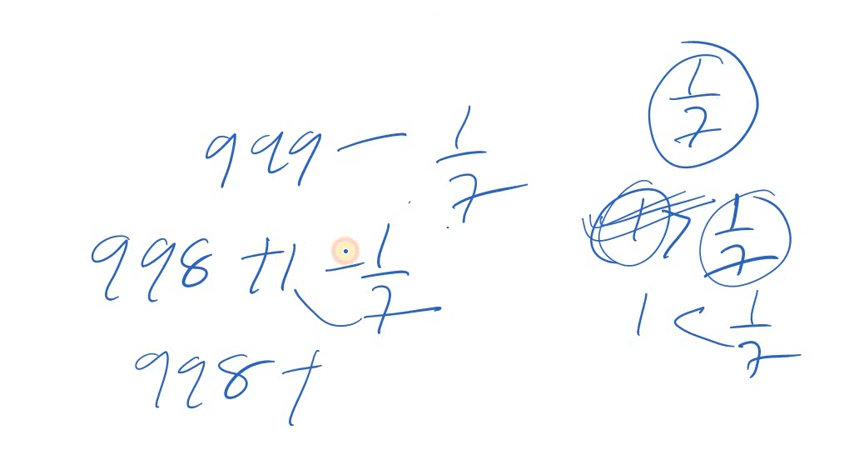 1/7
999 - 1/7
1 > 1/7
998 + 1 - 1/7
1 < 1/7
998 +